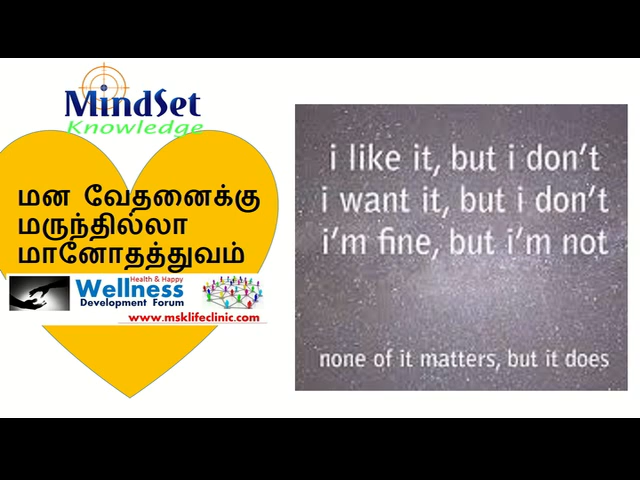 MindSet
Knowledge
மன வேதனைக்கு
மருந்தில்லா
மானோதத்துவம்
Health & Happy
Wellness
Development Forum
www.msklifeclinic.com
i like it, but i don't
i want it, but i don't
i'm fine, but i'm not
none of it matters, but it does